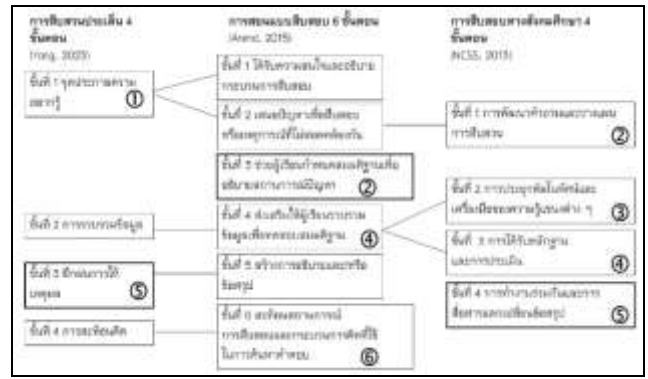 การสืบสวนประเด็น 4
ขั้นตอน
(Yong, 2023)
ขั้นที่ 1 จุดประกายความ
อยากรู้
①
ขั้นที่ 2 การรวบรวมข้อมูล
ขั้นที่ 3 ฝึกฝนการให้
เหตุผล
⑤
ขั้นที่ 4 การสะท้อนคิด
การสอนแบบสืบสอบ 6 ขั้นตอน
(Arend, 2015)
ขั้นที่ 1 ได้รับความสนใจและอธิบาย
กระบวนการสืบสอบ
ขั้นที่ 2 เสนอปัญหาเพื่อสืบสอบ
หรือเหตุการณ์ที่ไม่สอดคล้องกัน
ขั้นที่ 3 ช่วยผู้เรียนกำหนดสมมติฐานเพื่อ
อธิบายสถานการณ์ปัญหา
②
ขั้นที่ 4 ส่งเสริมให้ผู้เรียนรวบรวม
ข้อมูลเพื่อทดสอบสมมติฐาน
④
ขั้นที่ 5 สร้างการอธิบายและ/หรือ
ข้อสรุป
ขั้นที่ 6 สะท้อนสถานการณ์
การสืบสอบและกระบวนการคิดที่ใช้
ในการค้นหาคำตอบ
⑥
การสืบสอบทางสังคมศึกษา 4
ขั้นตอน
(NCSS, 2013)
ขั้นที่ 1 การพัฒนาคำถามและวางแผน
การสืบสวน
②
ขั้นที่ 2 การประยุกต์มโนทัศน์และ
เครื่องมือของความรู้แขนงต่าง ๆ
③
ขั้นที่ 3 การใช้หลักฐาน
และการประเมิน
④
ขั้นที่ 4 การทำงานร่วมกันและการ
สื่อสารแลกเปลี่ยนข้อสรุป
⑤